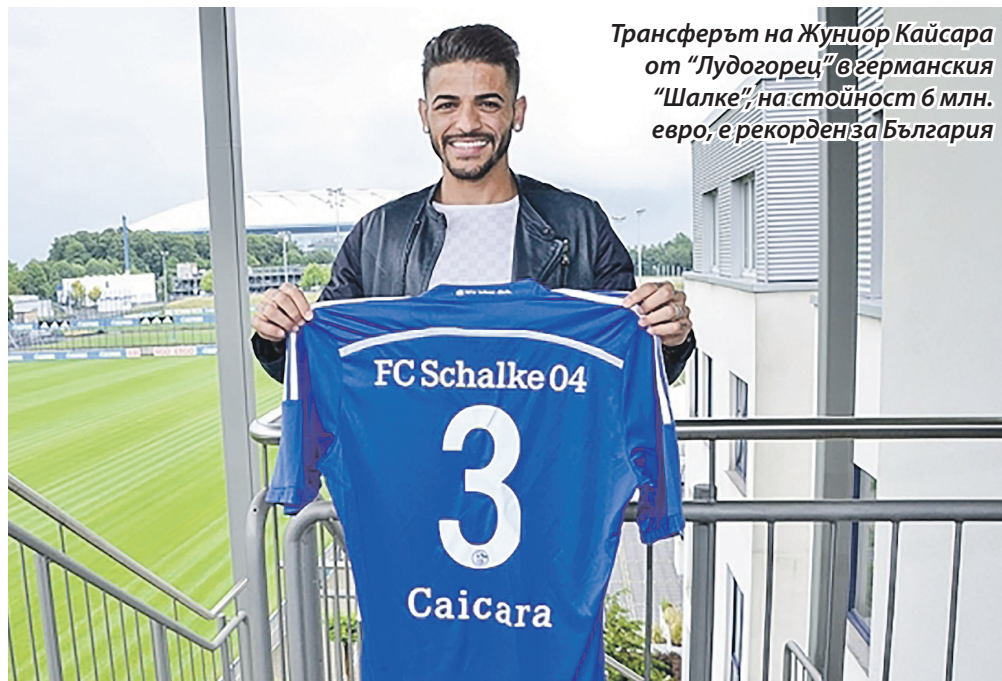 Трансферът на Жуниор Кайсара
от “Лудогорец” в германския
“Шалке”, на стойност 6 млн.
евро, е рекорден за България
FC Schalke 04
3
Caicara